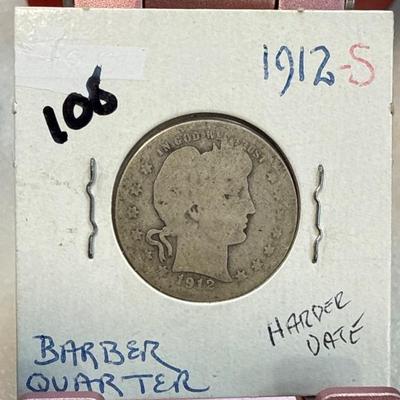 106
1912-S
IN GOD WE TRUST
1912
HARDER
DATE
BARBER
QUARTER